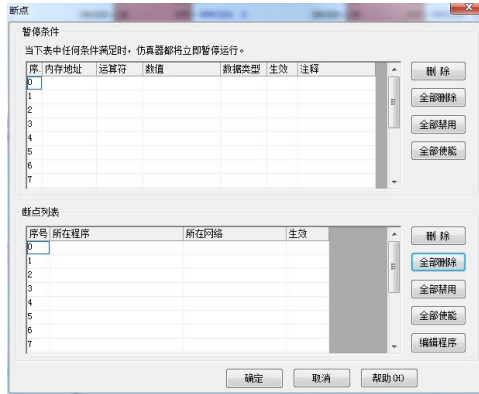 断点
暂停条件
当下表中任何条件满足时，仿真器都将立即暂停运行。
序. 内存地址 运算符 数值 数据类型 生效 注释
0
1
2
3
4
5
6
7
删 除
全部删除
全部禁用
全部使能
断点列表
序号 所在程序 所在网络 生效
0
1
2
3
4
5
6
7
删 除
全部删除
全部禁用
全部使能
编辑程序
确定 取消 帮助(H)